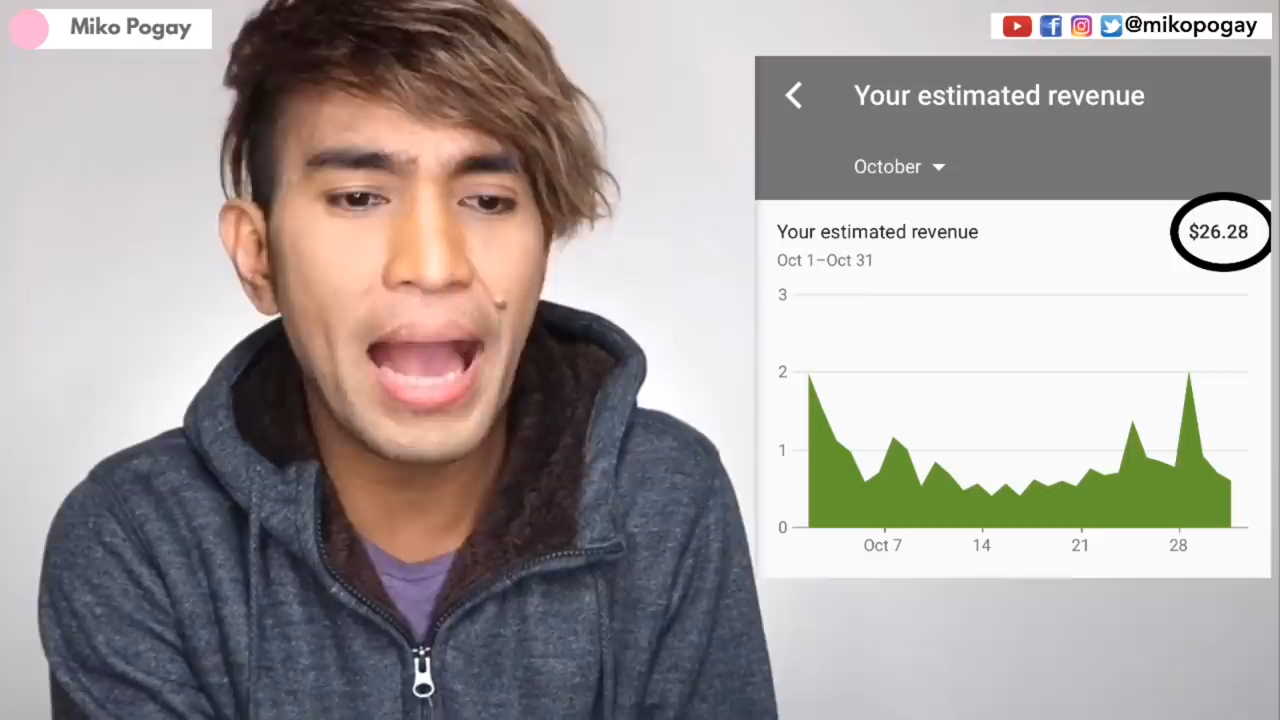 Miko Pogay
@mikopogay
Your estimated revenue
October
Your estimated revenue
$26.28
Oct 1–Oct 31
3
2
1
0
Oct 7
14
21
28